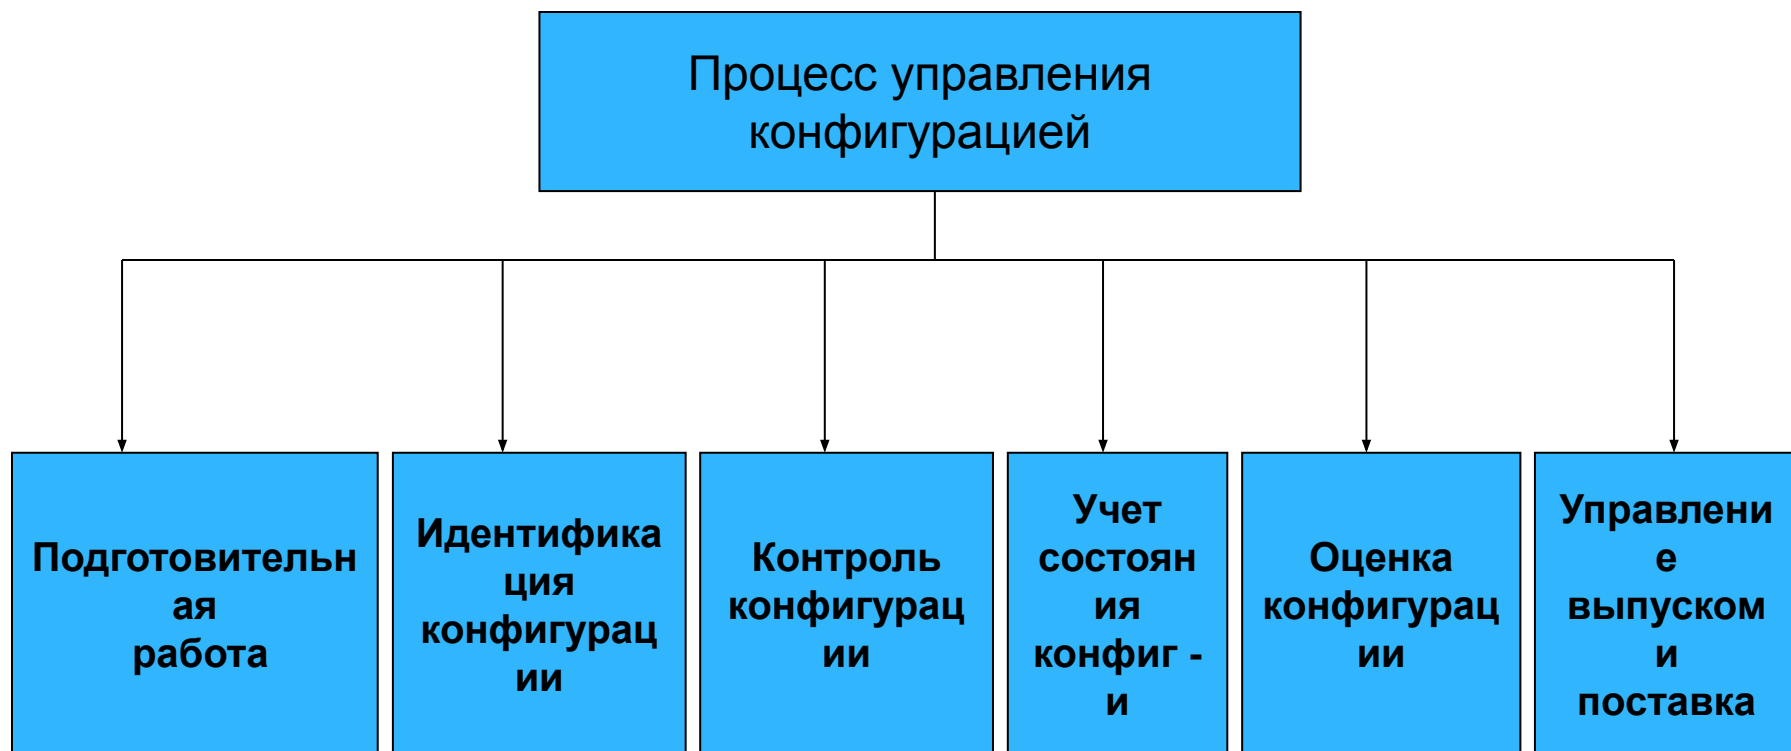 Процесс управления
конфигурацией
Подготовительн
ая
работа
Идентифика
ция
конфигурац
ии
Контроль
конфигурац
ии
Учет
состоян
ия
конфиг -
и
Оценка
конфигурац
ии
Управлени
е
выпуском
и
поставка